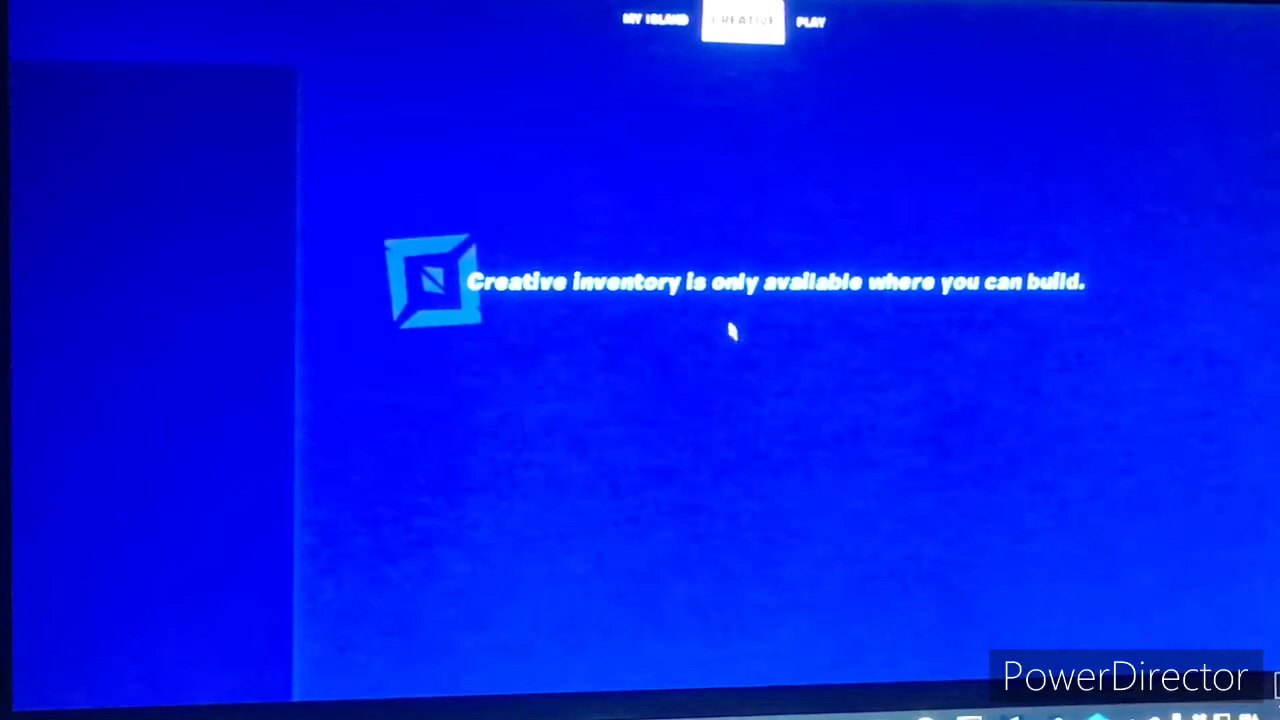 MY ISLAND CREATIVE PLAY
Creative inventory is only available where you can build.
PowerDirector